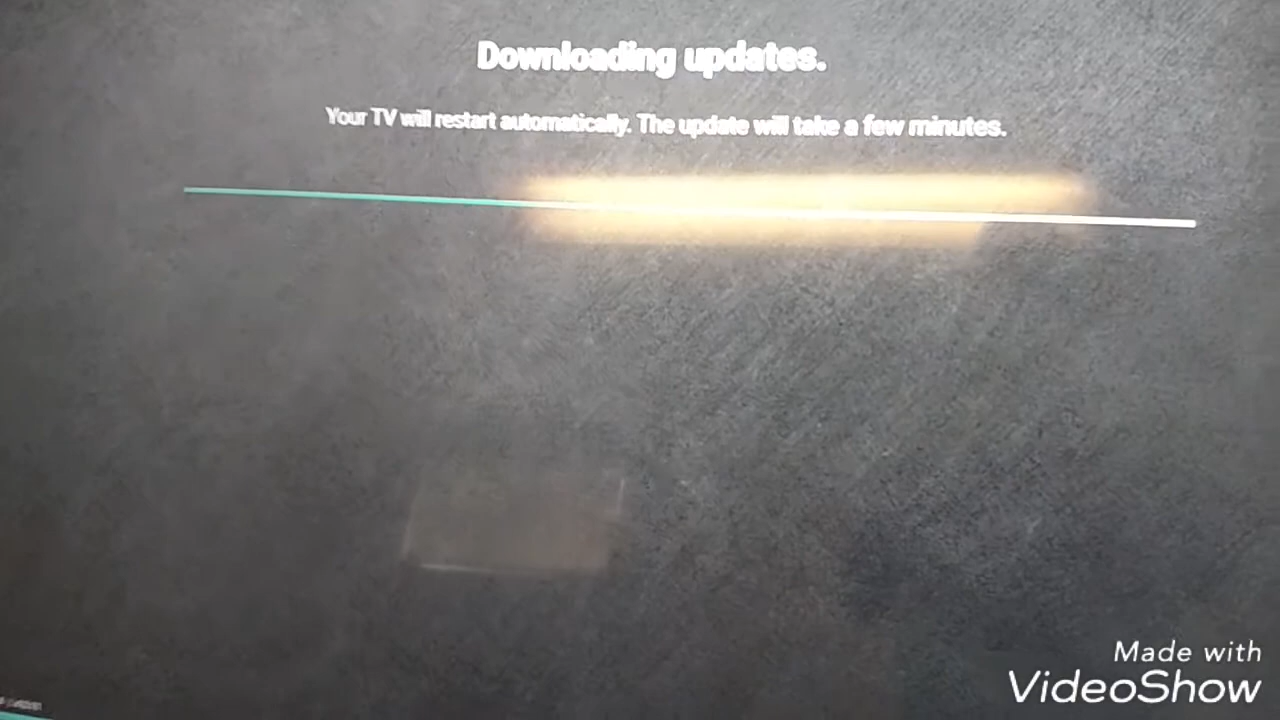 Downloading updates.
Your TV will restart automatically. The update will take a few minutes.
Made with
VideoShow